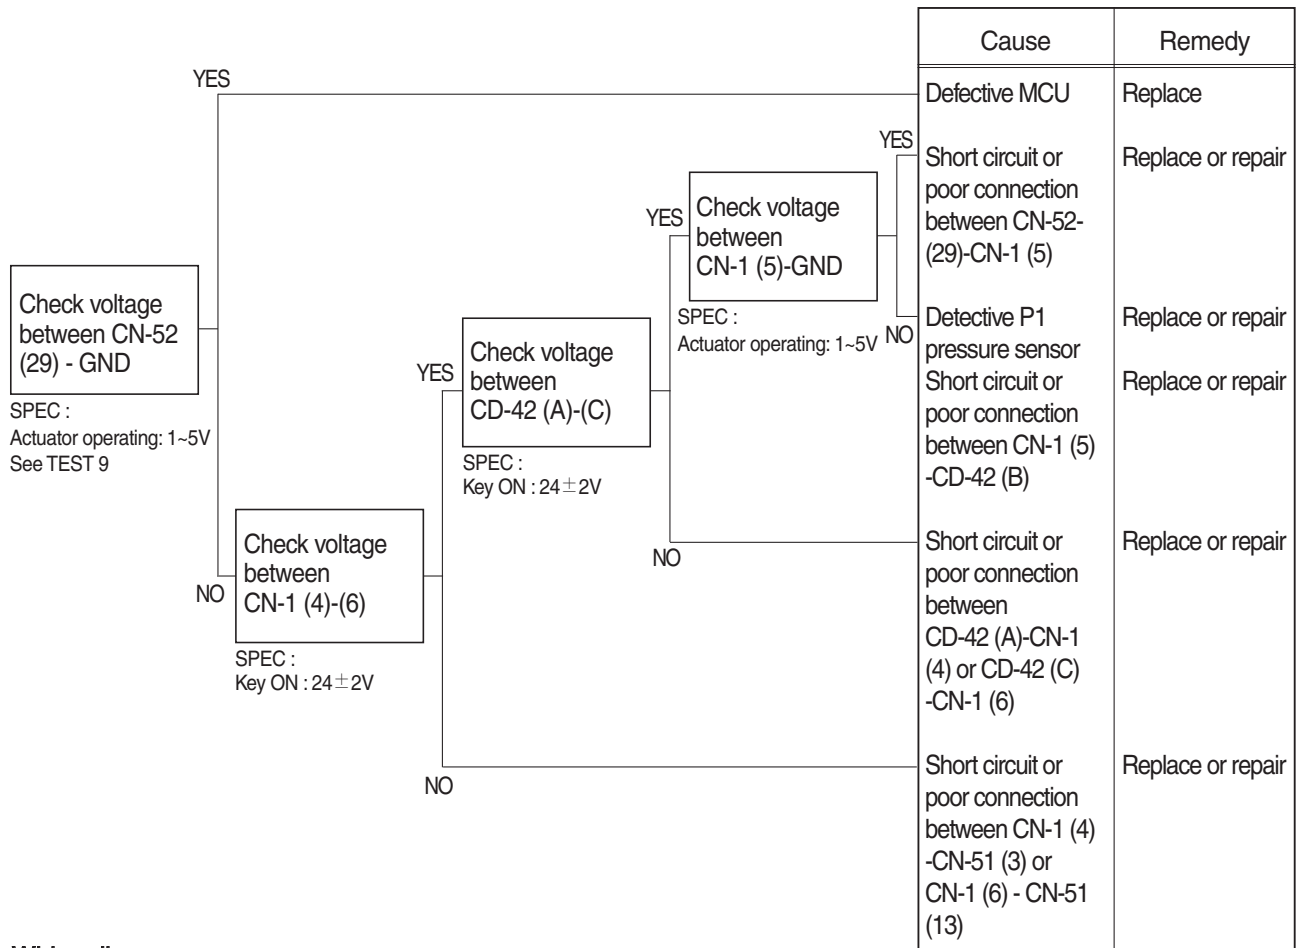 Cause
Remedy
YES
Defective MCU
Replace
YES
Short circuit or
poor connection
between CN-52-
(29)-CN-1 (5)
Replace or repair
YES
Check voltage
between
CN-1 (5)-GND
SPEC :
Actuator operating: 1~5V
NO
Detective P1
pressure sensor
Replace or repair
Short circuit or
poor connection
between CN-1 (5)
-CD-42 (B)
Replace or repair
Check voltage
between CN-52
(29) - GND
SPEC :
Actuator operating: 1~5V
See TEST 9
YES
Check voltage
between
CD-42 (A)-(C)
SPEC :
Key ON : 24±2V
NO
Short circuit or
poor connection
between
CD-42 (A)-CN-1
(4) or CD-42 (C)
-CN-1 (6)
Replace or repair
NO
Check voltage
between
CN-1 (4)-(6)
SPEC :
Key ON : 24±2V
NO
Short circuit or
poor connection
between CN-1 (4)
-CN-51 (3) or
CN-1 (6) - CN-51
(13)
Replace or repair